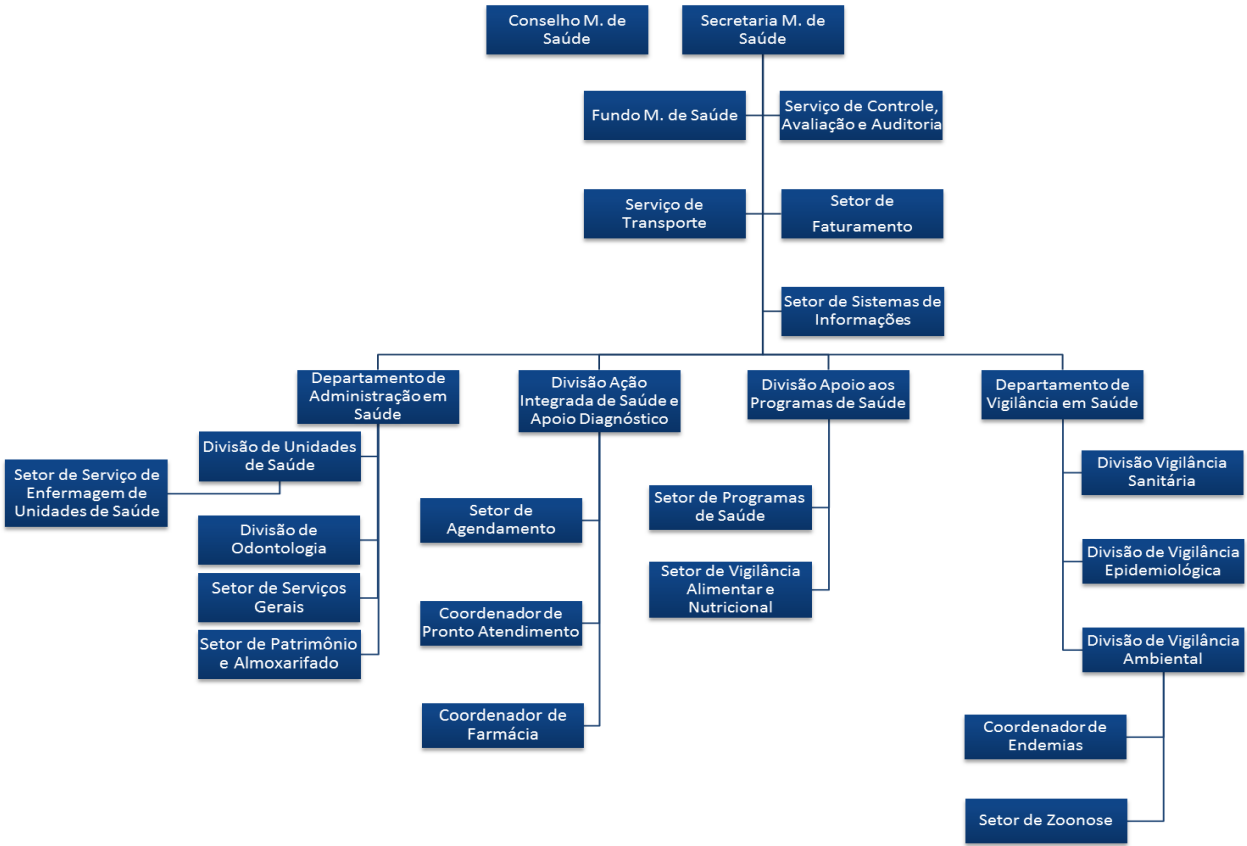 Conselho M. de
Saúde
Secretaria M. de
Saúde
Fundo M. de Saúde
Serviço de Controle,
Avaliação e Auditoria
Serviço de
Transporte
Setor de
Faturamento
Setor de Sistemas de
Informações
Departamento de
Administração em
Saúde
Divisão Ação
Integrada de Saúde e
Apoio Diagnóstico
Divisão Apoio aos
Programas de Saúde
Departamento de
Vigilância em Saúde
Divisão de Unidades
de Saúde
Setor de Serviço de
Enfermagem de
Unidades de Saúde
Divisão de
Odontologia
Setor de Serviços
Gerais
Setor de Patrimônio
e Almoxarifado
Setor de
Agendamento
Coordenador de
Pronto Atendimento
Coordenador de
Farmácia
Setor de Programas
de Saúde
Setor de Vigilância
Alimentar e
Nutricional
Divisão Vigilância
Sanitária
Divisão de Vigilância
Epidemiológica
Divisão de Vigilância
Ambiental
Coordenador de
Endemias
Setor de Zoonose